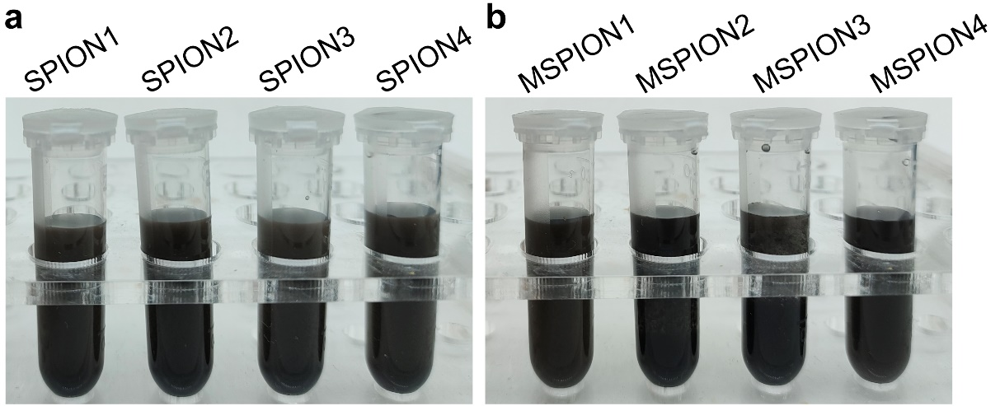 a
SPION1 SPION2 SPION3 SPION4
b
MSPION1 MSPION2 MSPION3 MSPION4